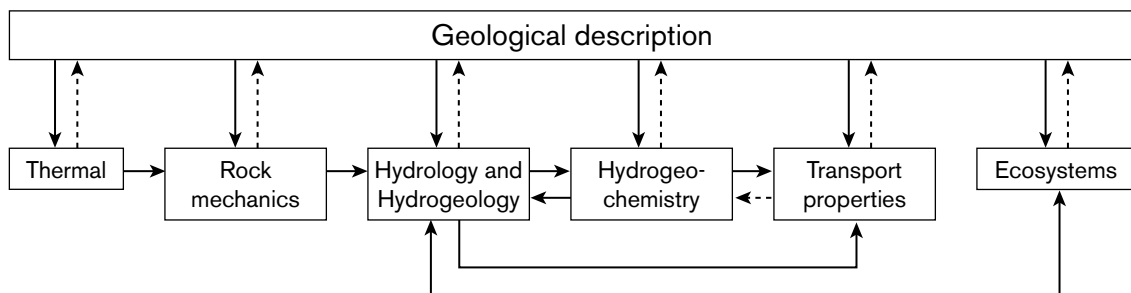 Geological description
Thermal
Rock
mechanics
Hydrology and
Hydrogeology
Hydrogeo-
chemistry
Transport
properties
Ecosystems